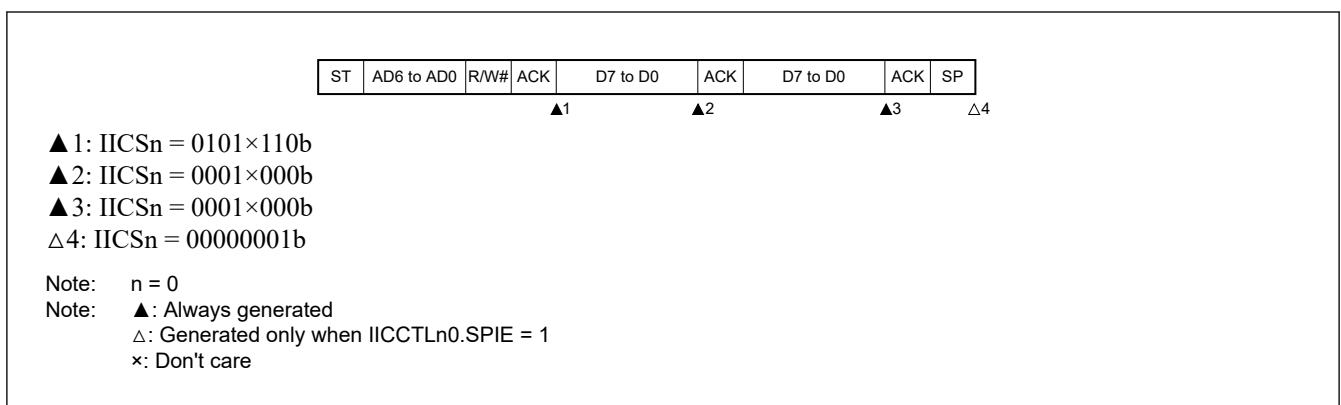 ST AD6 to AD0 R/W# ACK D7 to D0 ACK D7 to D0 ACK SP
▲1 ▲2 ▲3 △4
▲1: IICSn = 0101×110b
▲2: IICSn = 0001×000b
▲3: IICSn = 0001×000b
△4: IICSn = 00000001b
Note: n = 0
Note: ▲: Always generated
△: Generated only when IICCTLn0.SPIE = 1
×: Don't care